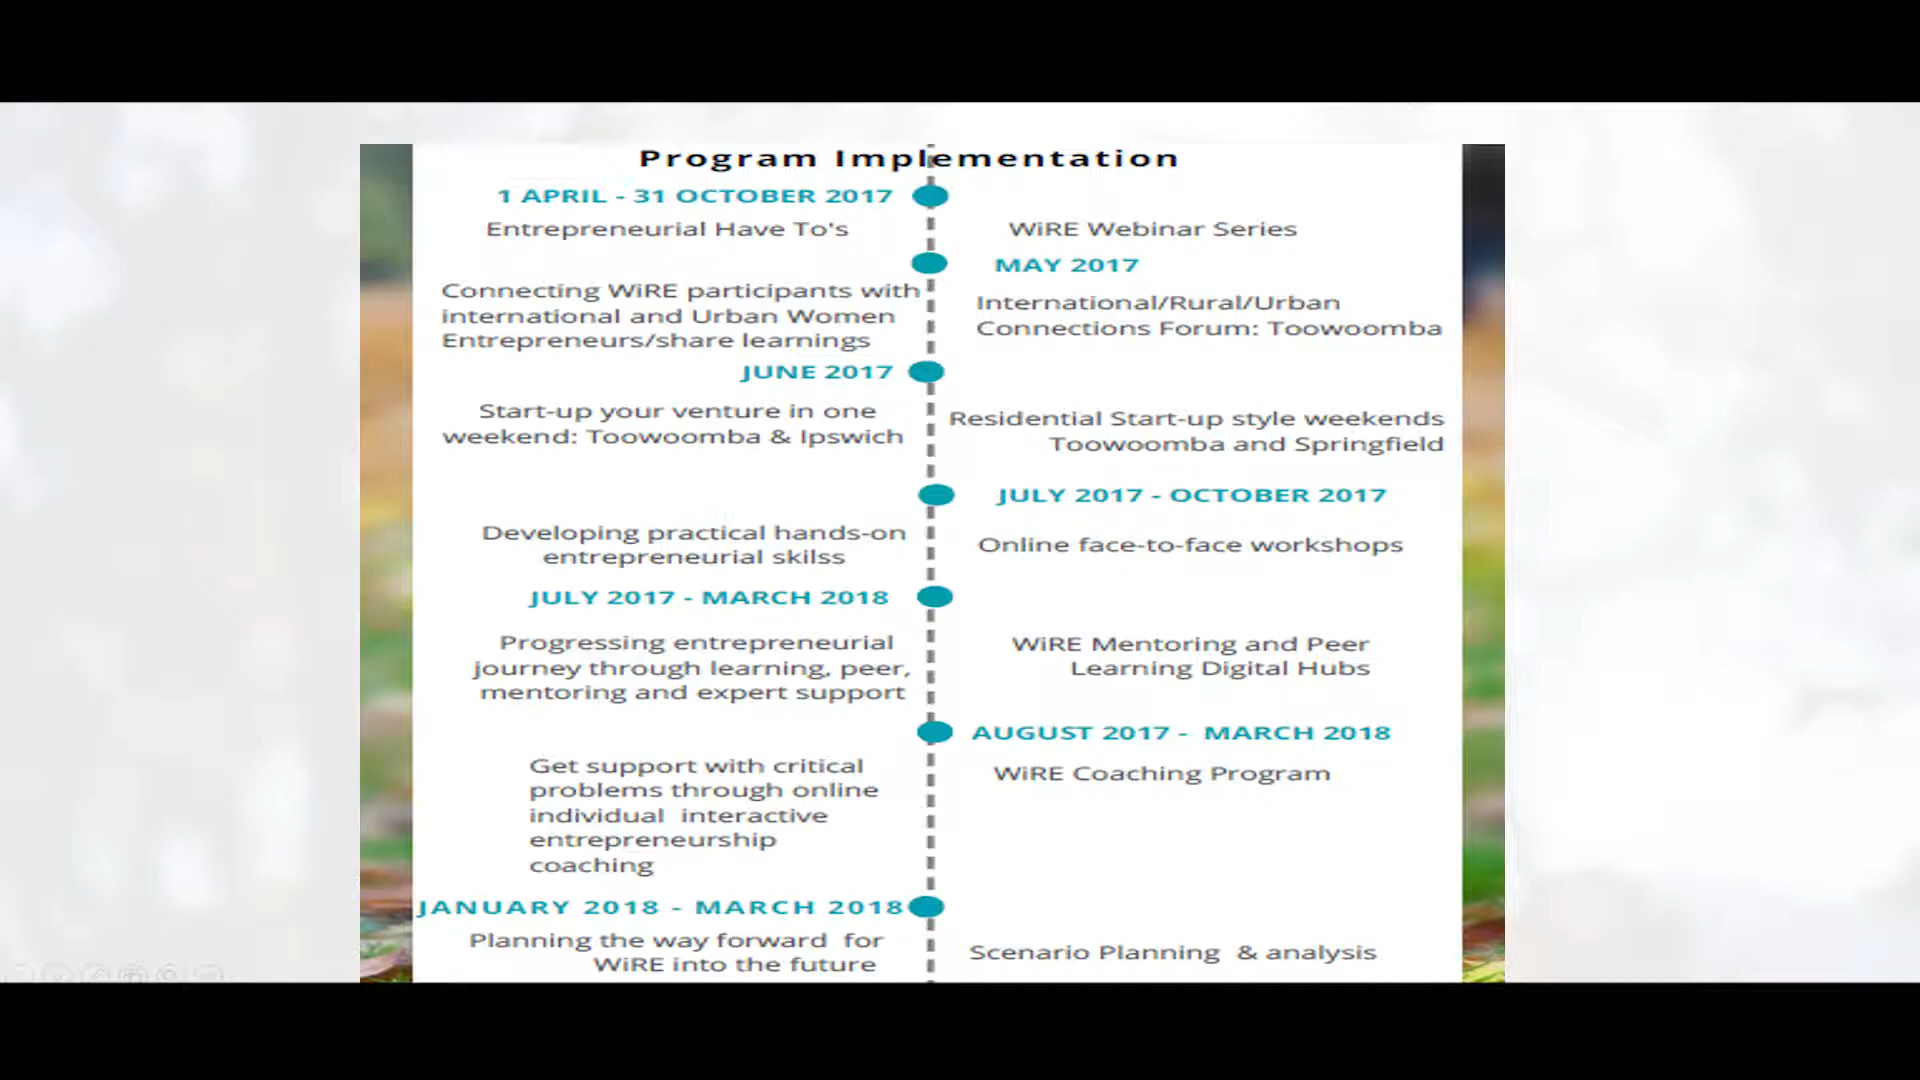 Program Implementation
1 APRIL - 31 OCTOBER 2017
Entrepreneurial Have To's
WiRE Webinar Series
MAY 2017
Connecting WiRE participants with
international and Urban Women
Entrepreneurs/share learnings
International/Rural/Urban
Connections Forum: Toowoomba
JUNE 2017
Start-up your venture in one
weekend: Toowoomba & Ipswich
Residential Start-up style weekends
Toowoomba and Springfield
JULY 2017 - OCTOBER 2017
Developing practical hands-on
entrepreneurial skilss
Online face-to-face workshops
JULY 2017 - MARCH 2018
Progressing entrepreneurial
journey through learning, peer,
mentoring and expert support
WiRE Mentoring and Peer
Learning Digital Hubs
AUGUST 2017 - MARCH 2018
Get support with critical
problems through online
individual interactive
entrepreneurship
coaching
WiRE Coaching Program
JANUARY 2018 - MARCH 2018
Planning the way forward for
WiRE into the future
Scenario Planning & analysis